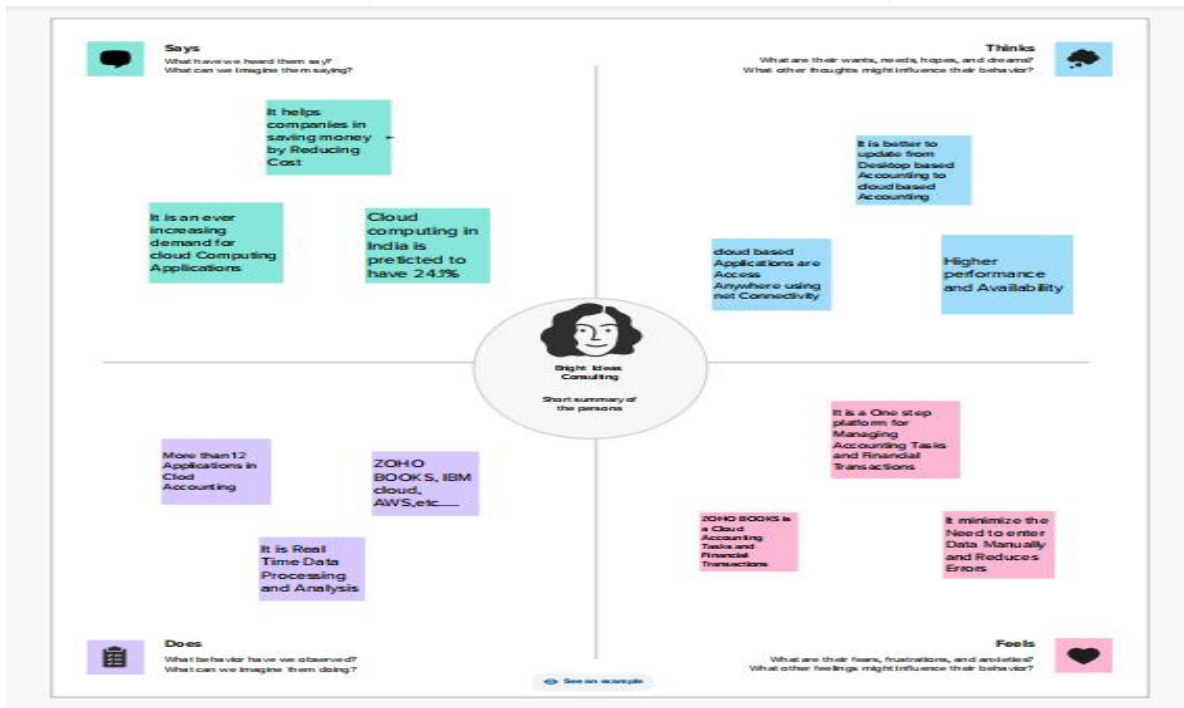 Says
What have we heard them say?
What can we imagine them saying?
It helps
companies in
saving money
by Reducing
Cost
It is an ever
increasing
demand for
cloud Computing
Applications
Cloud
computing in
India is
preticted to
have 24.1%
Thinks
What are their wants, needs, hopes, and dreams?
What other thoughts might influence their behavior?
It is better to
update from
Desktop based
Accounting to
cloud based
Accounting
cloud based
Applications are
Access
Anywhere using
net Connectivity
Higher
performance
and Availability
Bright Ideas
Consulting
Short summary of
the persona
More than 12
Applications in
Clod
Accounting
ZOHO
BOOKS, IBM
cloud,
AWS,etc.....
It is Real
Time Data
Processing
and Analysis
Does
What behavior have we observed?
What can we imagine them doing?
It is a One step
platform for
Managing
Accounting Tasks
and Financial
Transactions
ZOHO BOOKS is
a Cloud
Accounting
Tasks and
Financial
Transactions
It minimize the
Need to enter
Data Manually
and Reduces
Errors
Feels
What are their fears, frustrations, and anxieties?
What other feelings might influence their behavior?
See an example